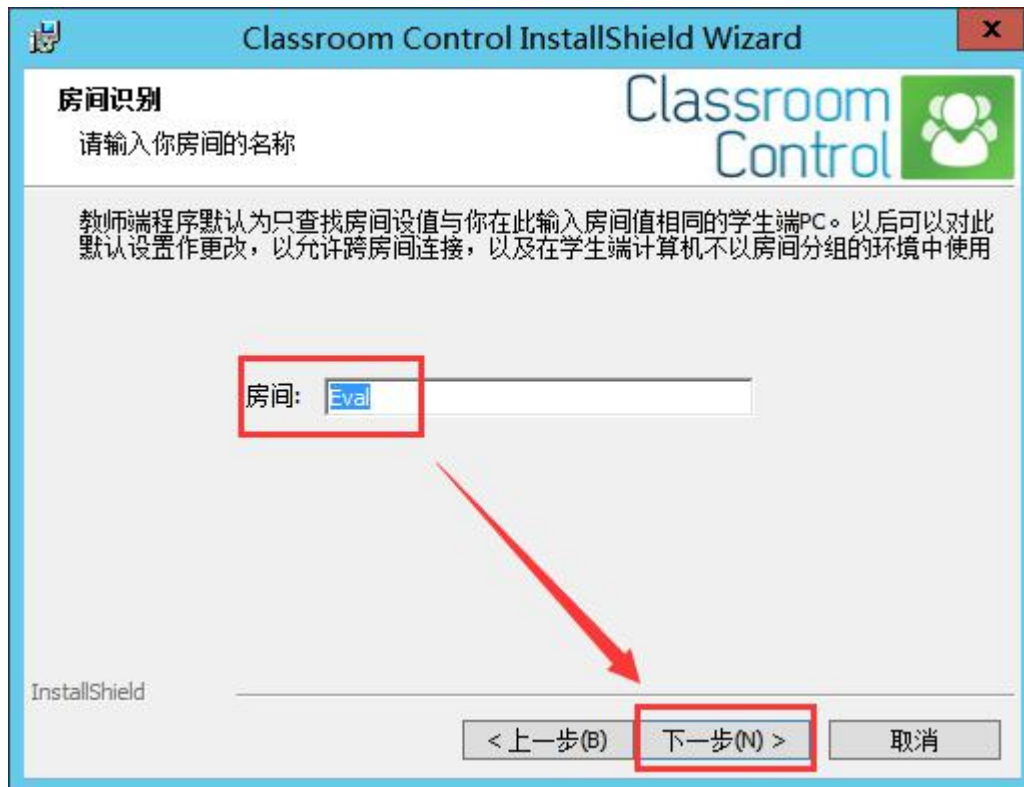 Classroom Control InstallShield Wizard
x
房间识别
请输入你房间的名称
Classroom
Control
教师端程序默认为只查找房间设值与你在此输入房间值相同的学生端PC。以后可以对此
默认设置作更改，以允许跨房间连接，以及在学生端计算机不以房间分组的环境中使用
房间: Eval
InstallShield
< 上一步(B) 下一步(N) > 取消